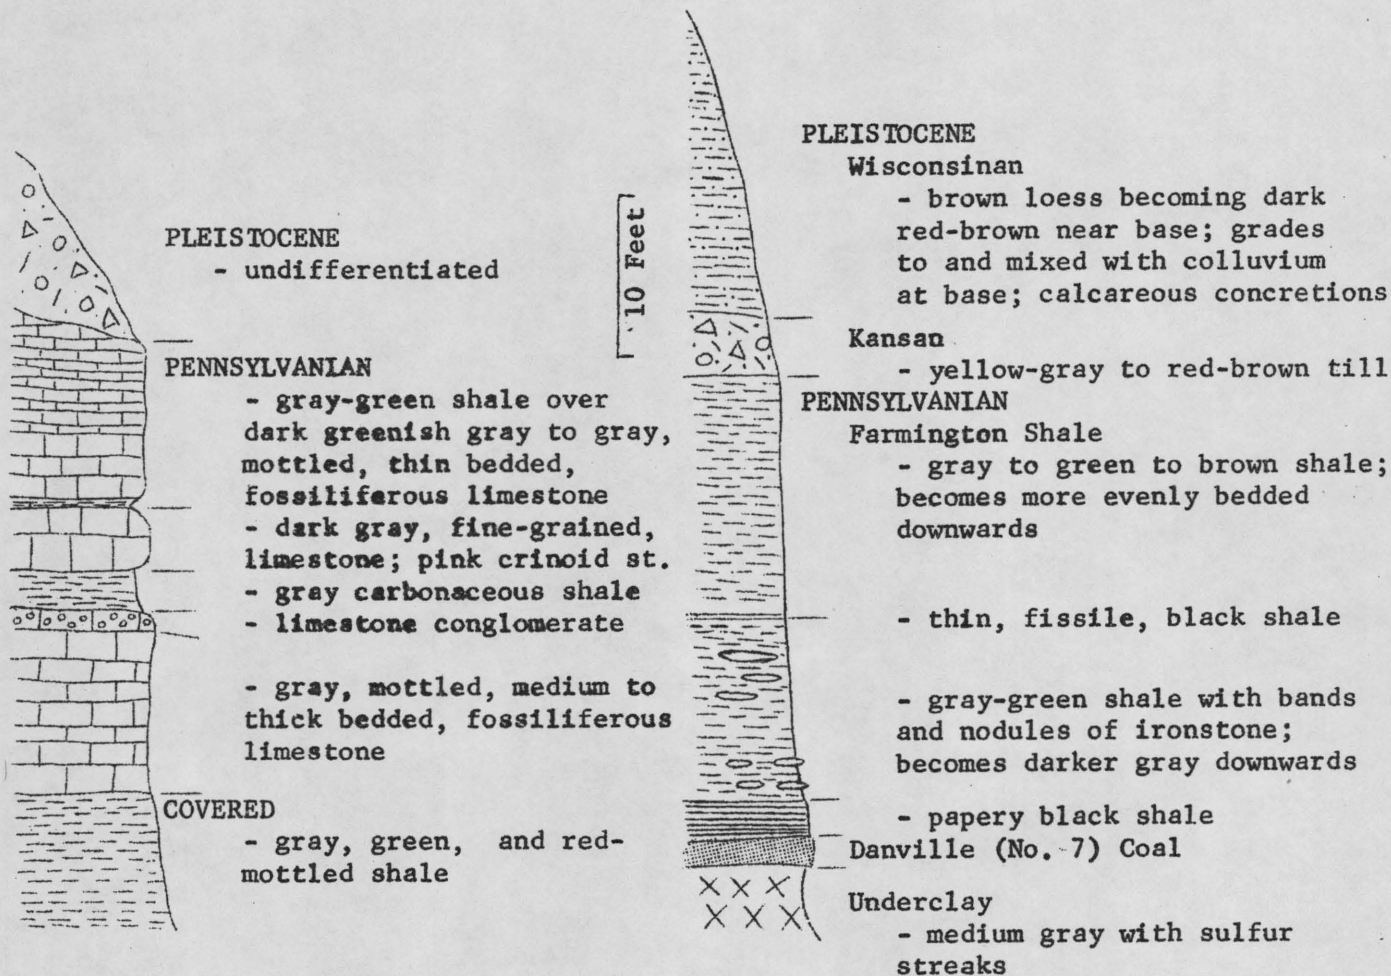 PLEISTOCENE
- undifferentiated
PENNSYLVANIAN
- gray-green shale over
dark greenish gray to gray,
mottled, thin bedded,
fossiliferous limestone
- dark gray, fine-grained,
limestone; pink crinoid st.
- gray carbonaceous shale
- limestone conglomerate
- gray, mottled, medium to
thick bedded, fossiliferous
limestone
COVERED
- gray, green, and red-
mottled shale
10 Feet
PLEISTOCENE
Wisconsinan
- brown loess becoming dark
red-brown near base; grades
to and mixed with colluvium
at base; calcareous concretions
Kansan
- yellow-gray to red-brown till
PENNSYLVANIAN
Farmington Shale
- gray to green to brown shale;
becomes more evenly bedded
downwards
- thin, fissile, black shale
- gray-green shale with bands
and nodules of ironstone;
becomes darker gray downwards
- papery black shale
Danville (No. 7) Coal
Underclay
- medium gray with sulfur
streaks